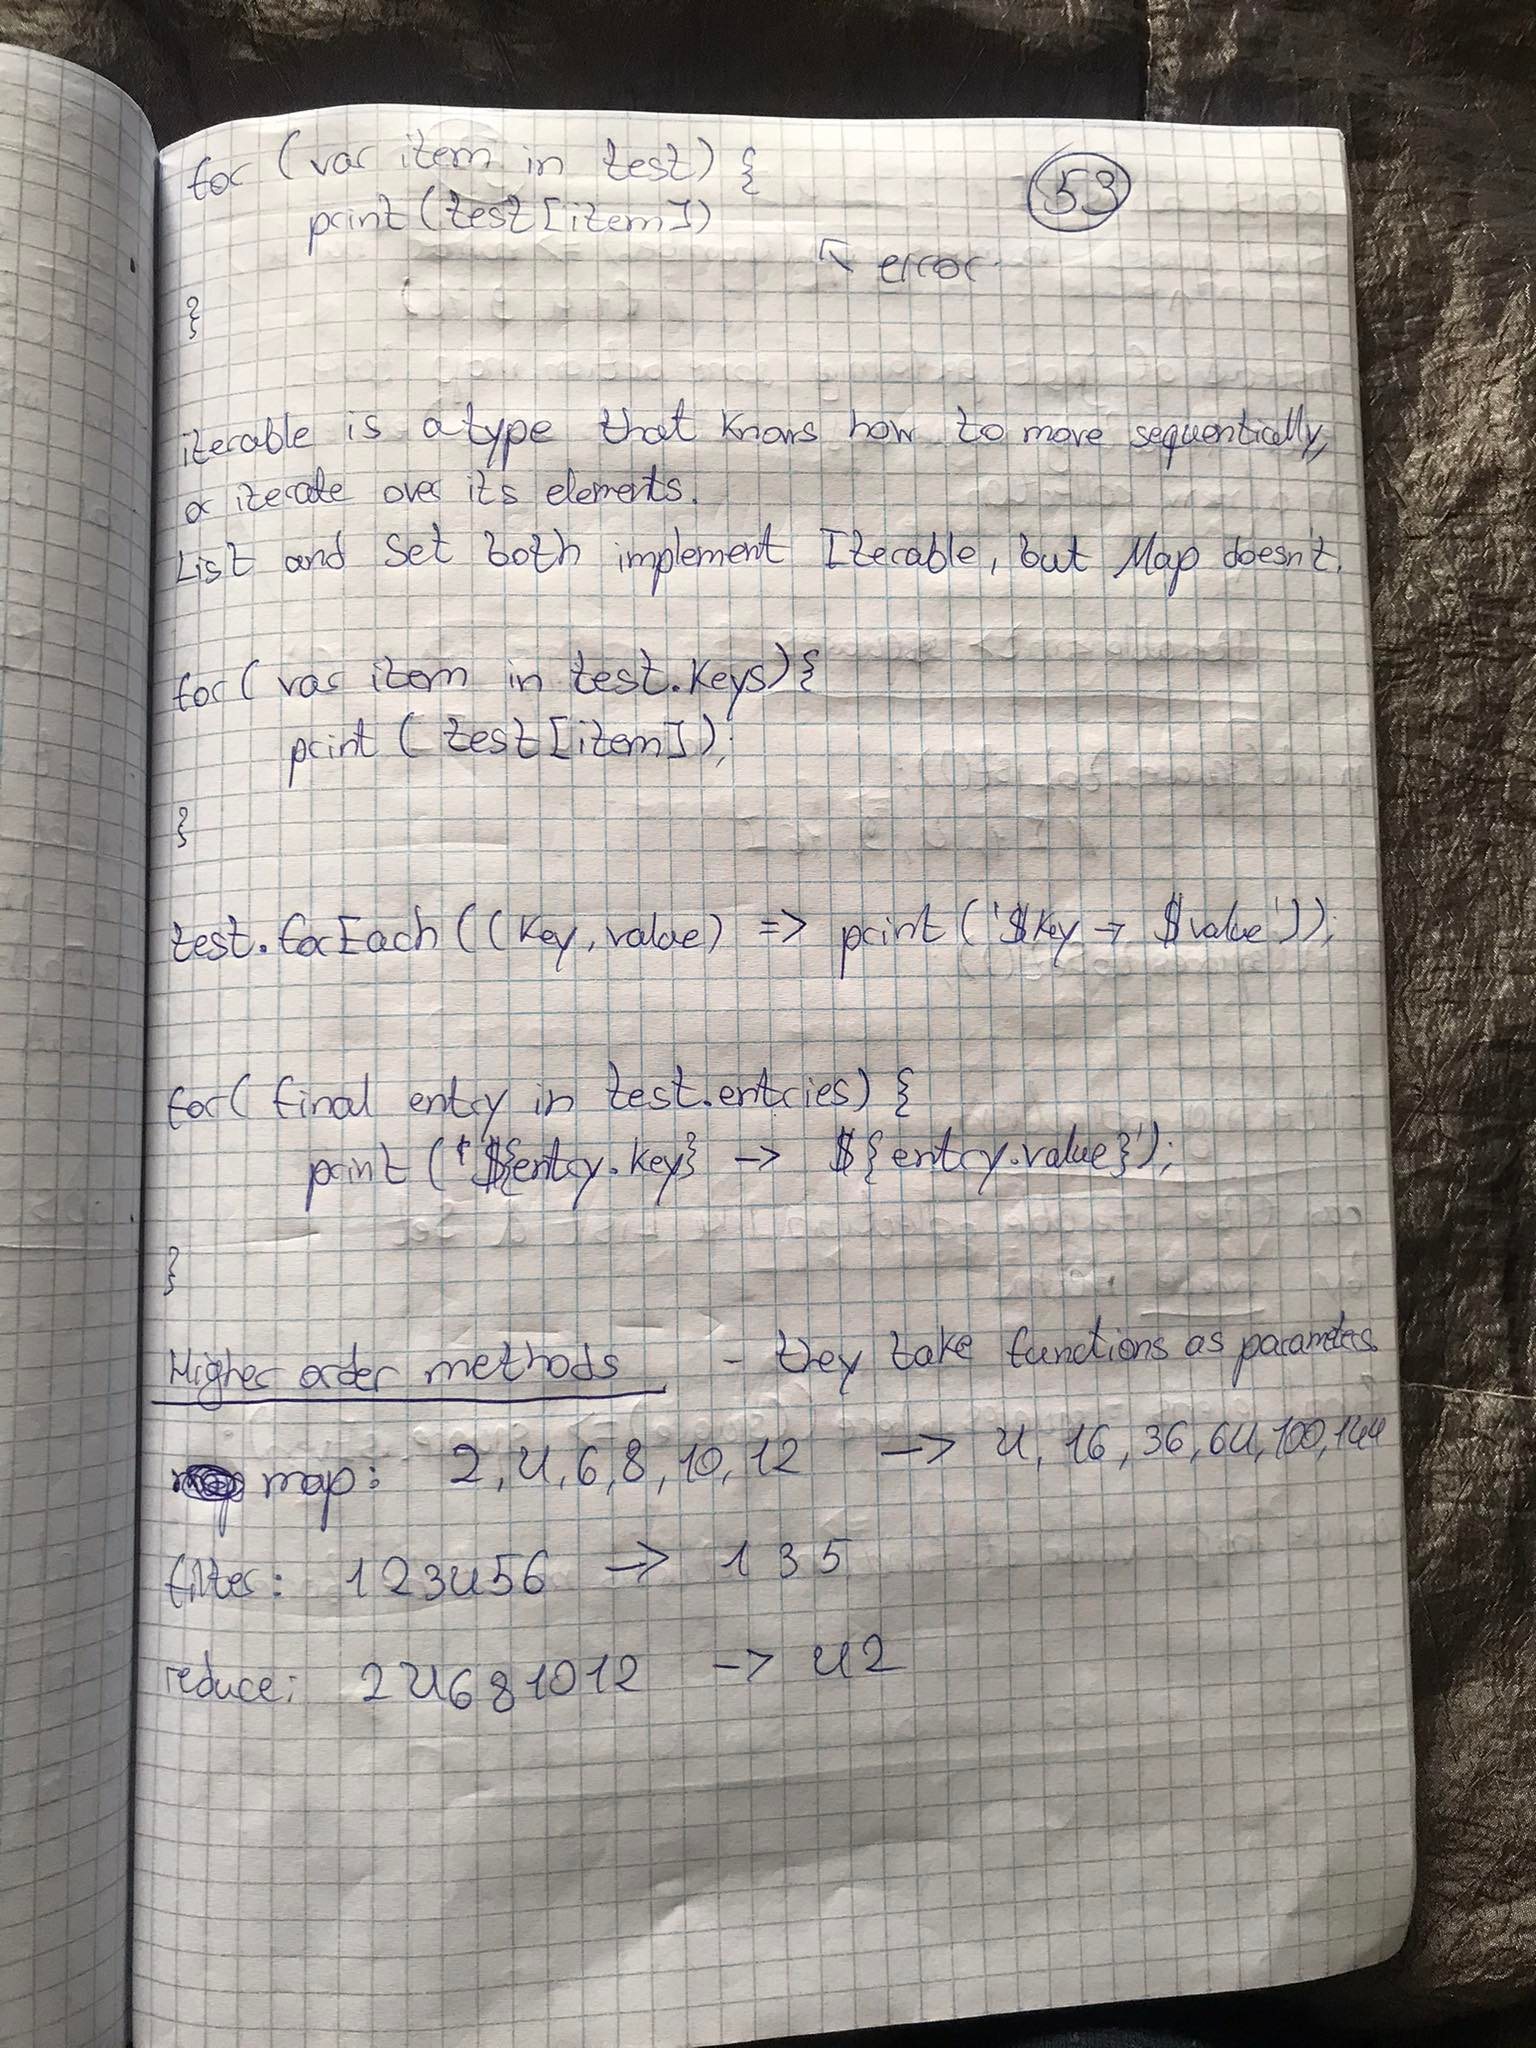 for (var item in test) {
53
print (test [item])
↖ error
}
iterable is a type that knows how to move sequentically,
or iterate over its elements.
List and Set both implement Iterable, but Map doesn't.
for ( var item in test.keys) {
print ( test [item]);
}
test.forEach ((key, value) => print ('$key → $value'));
for ( final entry in test.entries) {
print ('${entry.key} -> ${entry.value}');
}
Higher order methods - they take functions as parameters
map: 2, 4, 6, 8, 10, 12 -> 4, 16, 36, 64, 100, 144
filter: 1 2 3 4 5 6 -> 1 3 5
reduce: 2 4 6 8 10 12 -> 42